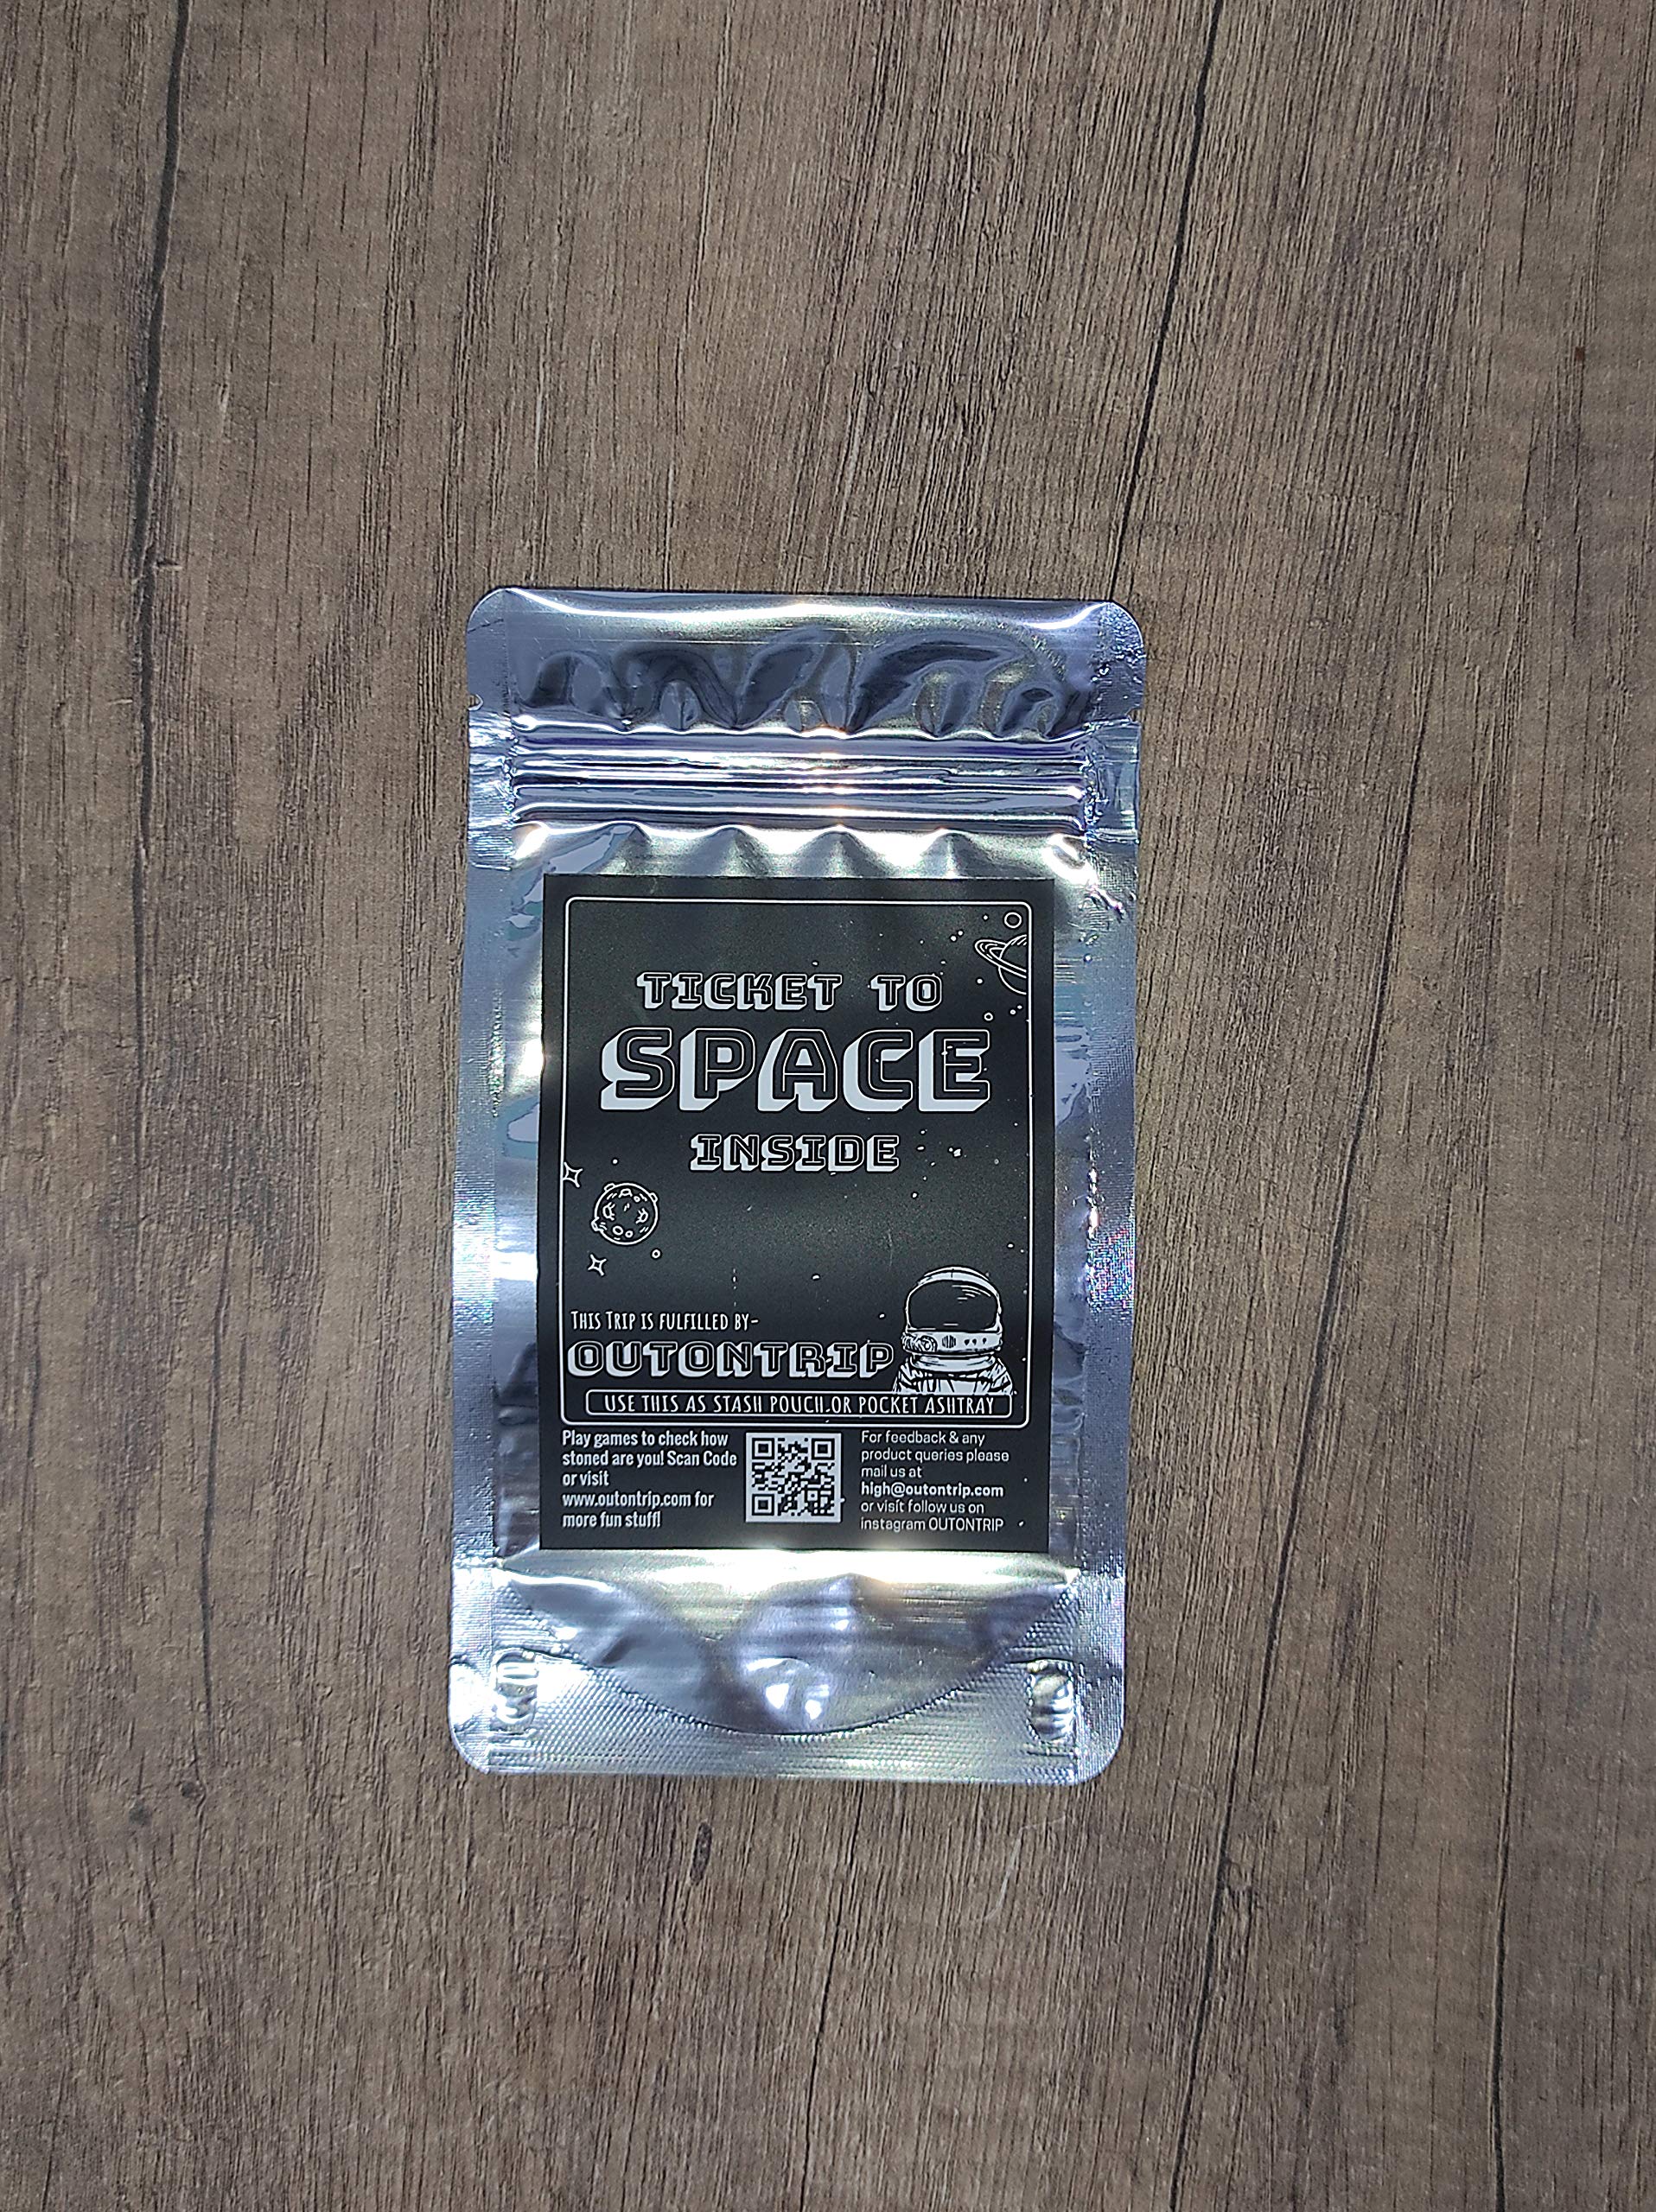 TICKET TO
SPACE
INSIDE
THIS TRIP IS FULFILLED BY-
OUTONTRIP
USE THIS AS STASH POUCH OR POCKET ASHTRAY
Play games to check how
stoned are you! Scan Code
or visit
www.outontrip.com for
more fun stuff!
For feedback & any
product queries please
mail us at
high@outontrip.com
or visit follow us on
instagram OUTONTRIP